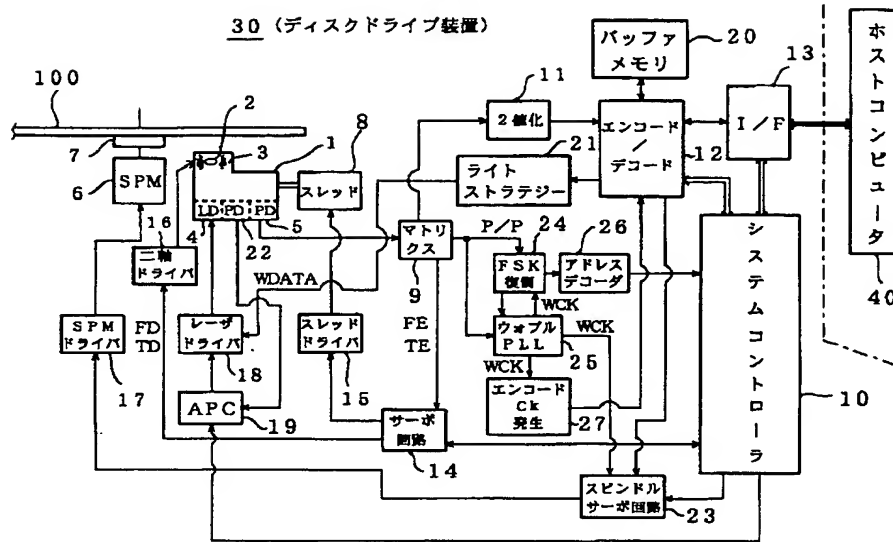 30 (ディスクドライブ装置)
バッファ
メモリ
20
ホストコンピュータ
40
13
I/F
11
2値化
エンコード
/
デコード
12
100
2
3
1
8
7
SPM
6
スレッド
21
ライト
ストラテジー
LD
PD
PD
4
22
5
16
二軸
ドライバ
マトリ
クス
9
P/P
24
FSK
復調
26
アドレス
デコーダ
システムコントローラ
10
WDATA
WCK
SPM
ドライバ
17
FD
TD
レーザ
ドライバ
18
スレッド
ドライバ
15
FE
TE
ウォブル
PLL
25
WCK
WCK
APC
19
エンコード
Ck
発生
27
サーボ
回路
14
スピンドル
サーボ回路
23